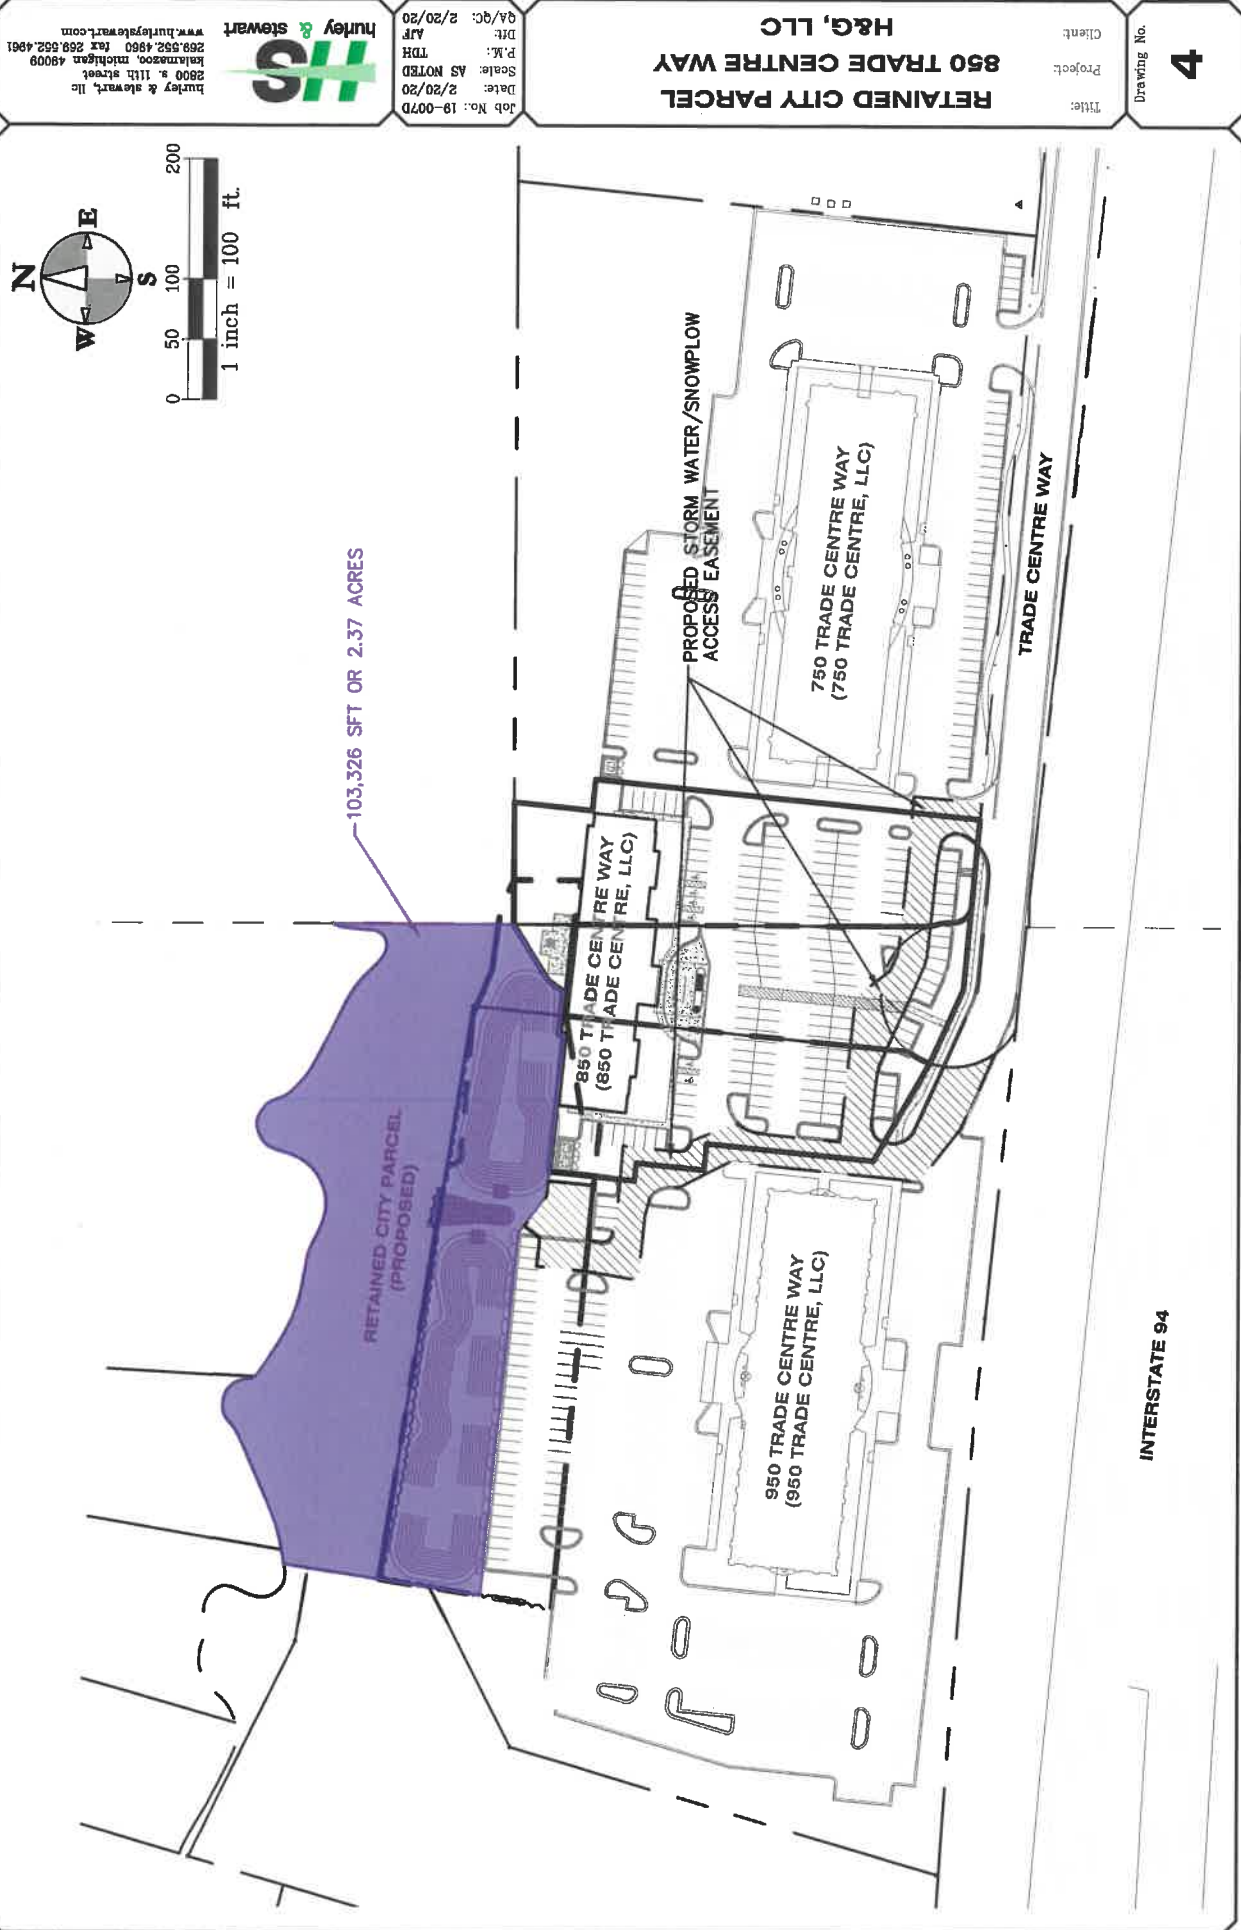 Drawing No.
4
Title:
RETAINED CITY PARCEL
Project:
850 TRADE CENTRE WAY
Client:
H&G, LLC
Job No.: 19-0007D
Date: 2/20/20
Scale: AS NOTED
P.M.: TDH
Dft: AJF
QA/QC: 2/20/20
HS
hurley & stewart
hurley & stewart, llc
2800 s. 11th street
kalamazoo, michigan 49009
269.552.4960 fax 269.552.4961
www.hurleystewart.com
N
W
E
S
0
50
100
200
1 inch = 100 ft.
103,326 SFT OR 2.37 ACRES
RETAINED CITY PARCEL
(PROPOSED)
PROPOSED STORM WATER/SNOWPLOW
ACCESS EASEMENT
850 TRADE CENTRE WAY
(850 TRADE CENTRE, LLC)
750 TRADE CENTRE WAY
(750 TRADE CENTRE, LLC)
950 TRADE CENTRE WAY
(950 TRADE CENTRE, LLC)
TRADE CENTRE WAY
INTERSTATE 94